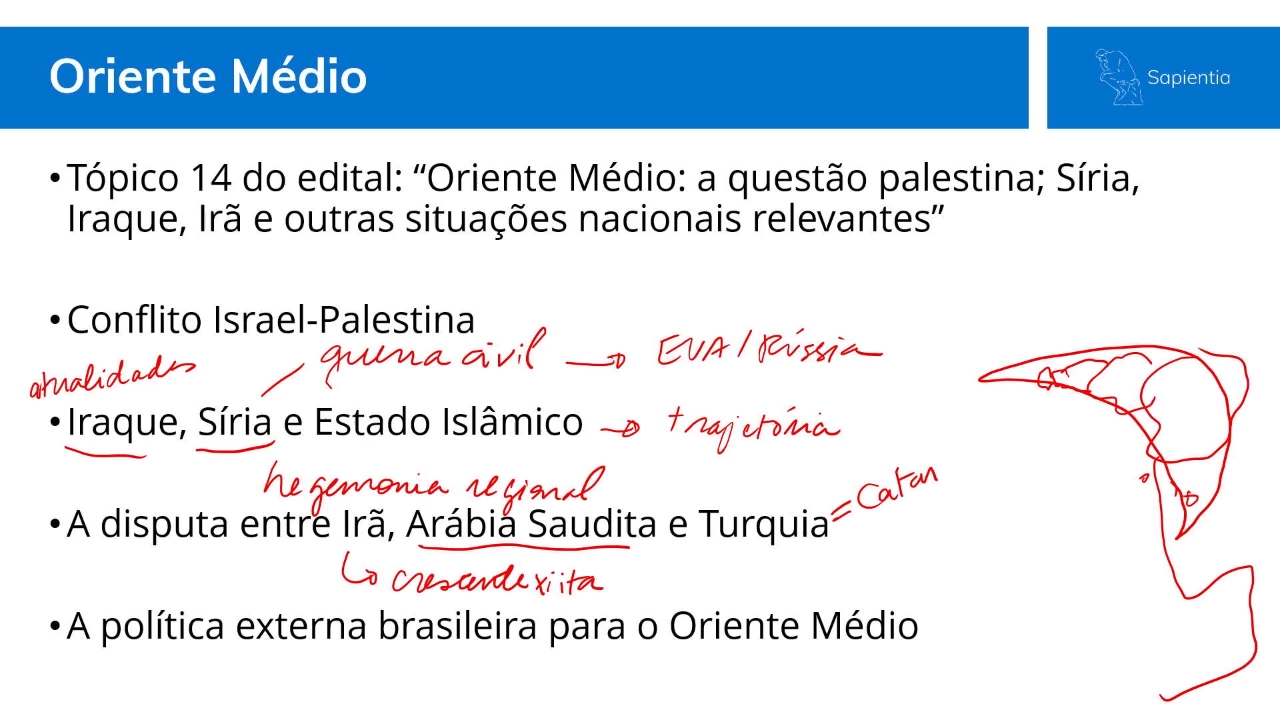 Oriente Médio
Sapientia
• Tópico 14 do edital: “Oriente Médio: a questão palestina; Síria,
Iraque, Irã e outras situações nacionais relevantes”
• Conflito Israel-Palestina
guerra civil → EUA / Rússia
atualidades
• Iraque, Síria e Estado Islâmico → trajetória
hegemonia regional
• A disputa entre Irã, Arábia Saudita e Turquia = Catar
↳ crescente xiita
• A política externa brasileira para o Oriente Médio